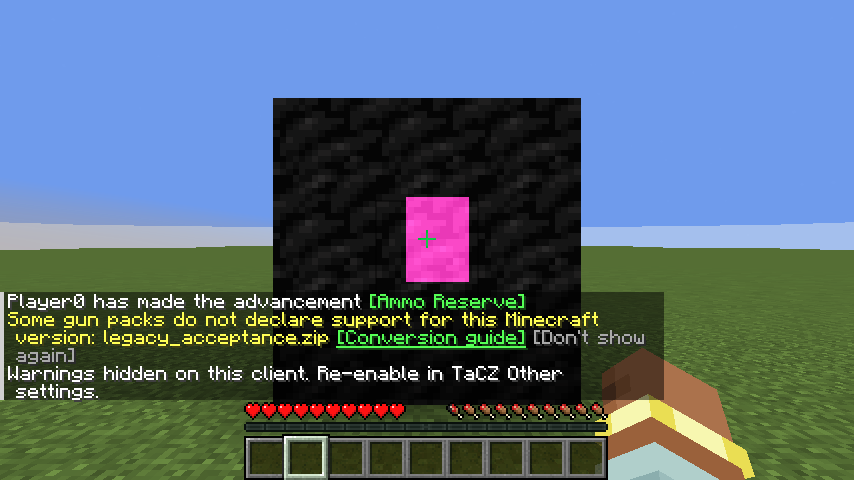 Player0 has made the advancement [Ammo Reserve]
Some gun packs do not declare support for this Minecraft
version: legacy_acceptance.zip [Conversion guide] [Don't show
again]
Warnings hidden on this client. Re-enable in TaCZ Other
settings.